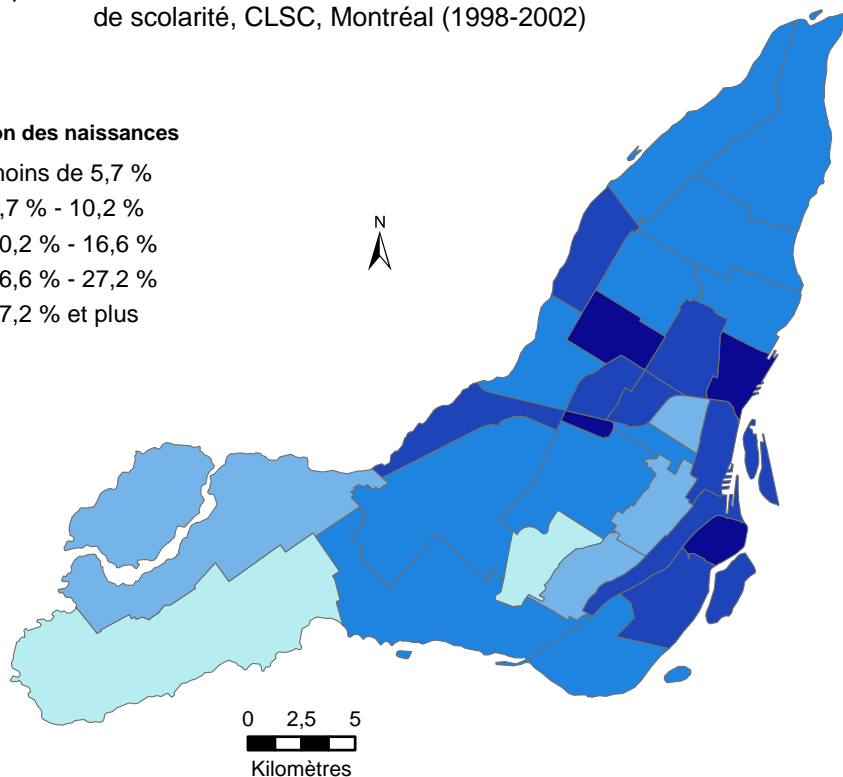 de scolarité, CLSC, Montréal (1998-2002)
on des naissances
moins de 5,7 %
,7 % - 10,2 %
0,2 % - 16,6 %
6,6 % - 27,2 %
7,2 % et plus
N
0 2,5 5
Kilomètres